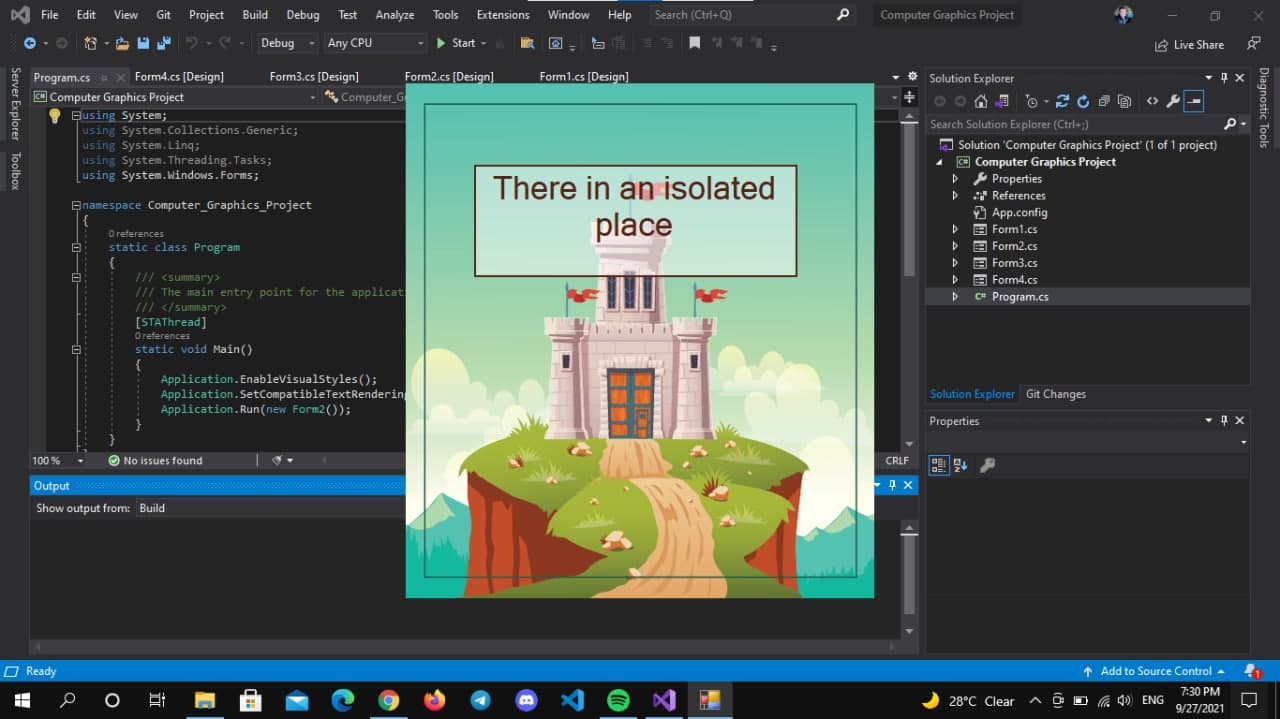 File Edit View Git Project Build Debug Test Analyze Tools Extensions Window Help Search (Ctrl+Q) Computer Graphics Project
Debug Any CPU Start Live Share
Program.cs Form4.cs [Design] Form3.cs [Design] Form2.cs [Design] Form1.cs [Design]
Computer Graphics Project Computer_G
Server Explorer
Toolbox
using System;
using System.Collections.Generic;
using System.Linq;
using System.Threading.Tasks;
using System.Windows.Forms;
namespace Computer_Graphics_Project
{
0 references
static class Program
{
/// <summary>
/// The main entry point for the applicat
/// </summary>
[STAThread]
0 references
static void Main()
{
Application.EnableVisualStyles();
Application.SetCompatibleTextRendering
Application.Run(new Form2());
}
}
100 % No issues found CRLF
Output
Show output from: Build
There in an isolated
place
Solution Explorer
Search Solution Explorer (Ctrl+;)
Solution 'Computer Graphics Project' (1 of 1 project)
Computer Graphics Project
Properties
References
App.config
Form1.cs
Form2.cs
Form3.cs
Form4.cs
C# Program.cs
Solution Explorer Git Changes
Properties
Diagnostic Tools
Ready Add to Source Control 1
28°C Clear ENG 7:30 PM
9/27/2021